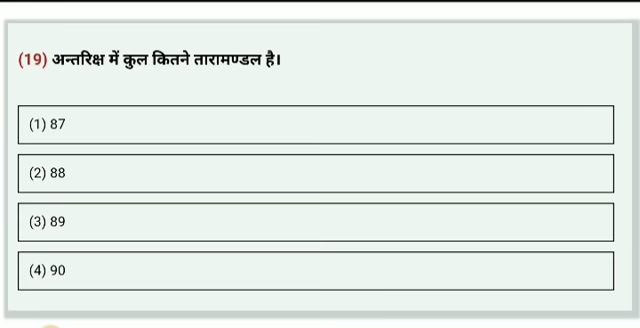 (19) अन्तरिक्ष में कुल कितने तारामण्डल है।
(1) 87
(2) 88
(3) 89
(4) 90